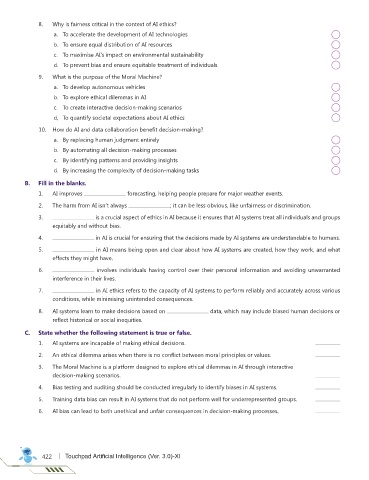 8. Why is fairness critical in the context of AI ethics?
a. To accelerate the development of AI technologies
b. To ensure equal distribution of AI resources
c. To maximise AI's impact on environmental sustainability
d. To prevent bias and ensure equitable treatment of individuals
9. What is the purpose of the Moral Machine?
a. To develop autonomous vehicles
b. To explore ethical dilemmas in AI
c. To create interactive decision-making scenarios
d. To quantify societal expectations about AI ethics
10. How do AI and data collaboration benefit decision-making?
a. By replacing human judgment entirely
b. By automating all decision-making processes
c. By identifying patterns and providing insights
d. By increasing the complexity of decision-making tasks
B. Fill in the blanks.
1. AI improves ____________ forecasting, helping people prepare for major weather events.
2. The harm from AI isn't always ____________; it can be less obvious, like unfairness or discrimination.
3. ____________ is a crucial aspect of ethics in AI because it ensures that AI systems treat all individuals and groups
equitably and without bias.
4. ____________ in AI is crucial for ensuring that the decisions made by AI systems are understandable to humans.
5. ____________ in AI means being open and clear about how AI systems are created, how they work, and what
effects they might have.
6. ____________ involves individuals having control over their personal information and avoiding unwarranted
interference in their lives.
7. ____________ in AI ethics refers to the capacity of AI systems to perform reliably and accurately across various
conditions, while minimising unintended consequences.
8. AI systems learn to make decisions based on ____________ data, which may include biased human decisions or
reflect historical or social inequities.
C. State whether the following statement is true or false.
1. AI systems are incapable of making ethical decisions. ________
2. An ethical dilemma arises when there is no conflict between moral principles or values. ________
3. The Moral Machine is a platform designed to explore ethical dilemmas in AI through interactive
decision-making scenarios. ________
4. Bias testing and auditing should be conducted irregularly to identify biases in AI systems. ________
5. Training data bias can result in AI systems that do not perform well for underrepresented groups. ________
6. AI bias can lead to both unethical and unfair consequences in decision-making processes. ________
422 | Touchpad Artificial Intelligence (Ver. 3.0)-XI